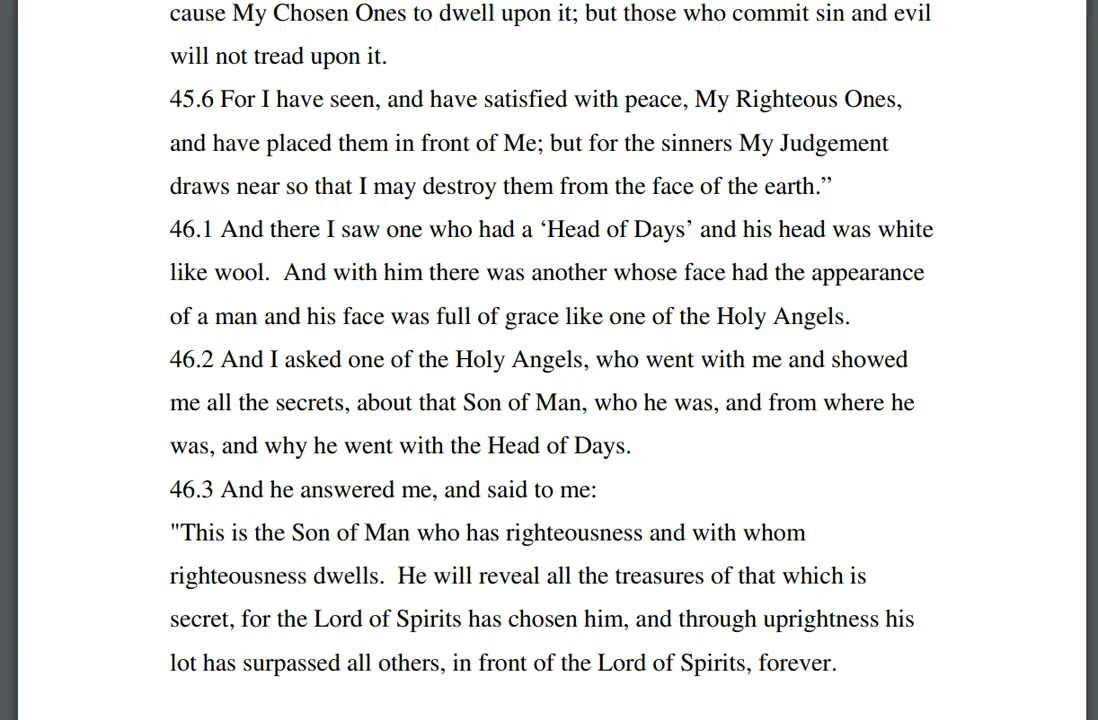 cause My Chosen Ones to dwell upon it; but those who commit sin and evil
will not tread upon it.
45.6 For I have seen, and have satisfied with peace, My Righteous Ones,
and have placed them in front of Me; but for the sinners My Judgement
draws near so that I may destroy them from the face of the earth.”
46.1 And there I saw one who had a ‘Head of Days’ and his head was white
like wool.  And with him there was another whose face had the appearance
of a man and his face was full of grace like one of the Holy Angels.
46.2 And I asked one of the Holy Angels, who went with me and showed
me all the secrets, about that Son of Man, who he was, and from where he
was, and why he went with the Head of Days.
46.3 And he answered me, and said to me:
"This is the Son of Man who has righteousness and with whom
righteousness dwells.  He will reveal all the treasures of that which is
secret, for the Lord of Spirits has chosen him, and through uprightness his
lot has surpassed all others, in front of the Lord of Spirits, forever.